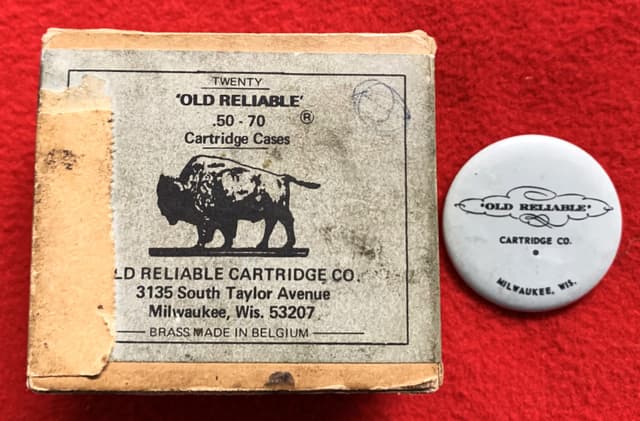 TWENTY
'OLD RELIABLE'
.50 - 70 ®
Cartridge Cases
LD RELIABLE CARTRIDGE CO.
3135 South Taylor Avenue
Milwaukee, Wis. 53207
BRASS MADE IN BELGIUM
'OLD RELIABLE'
CARTRIDGE CO.
MILWAUKEE, WIS.